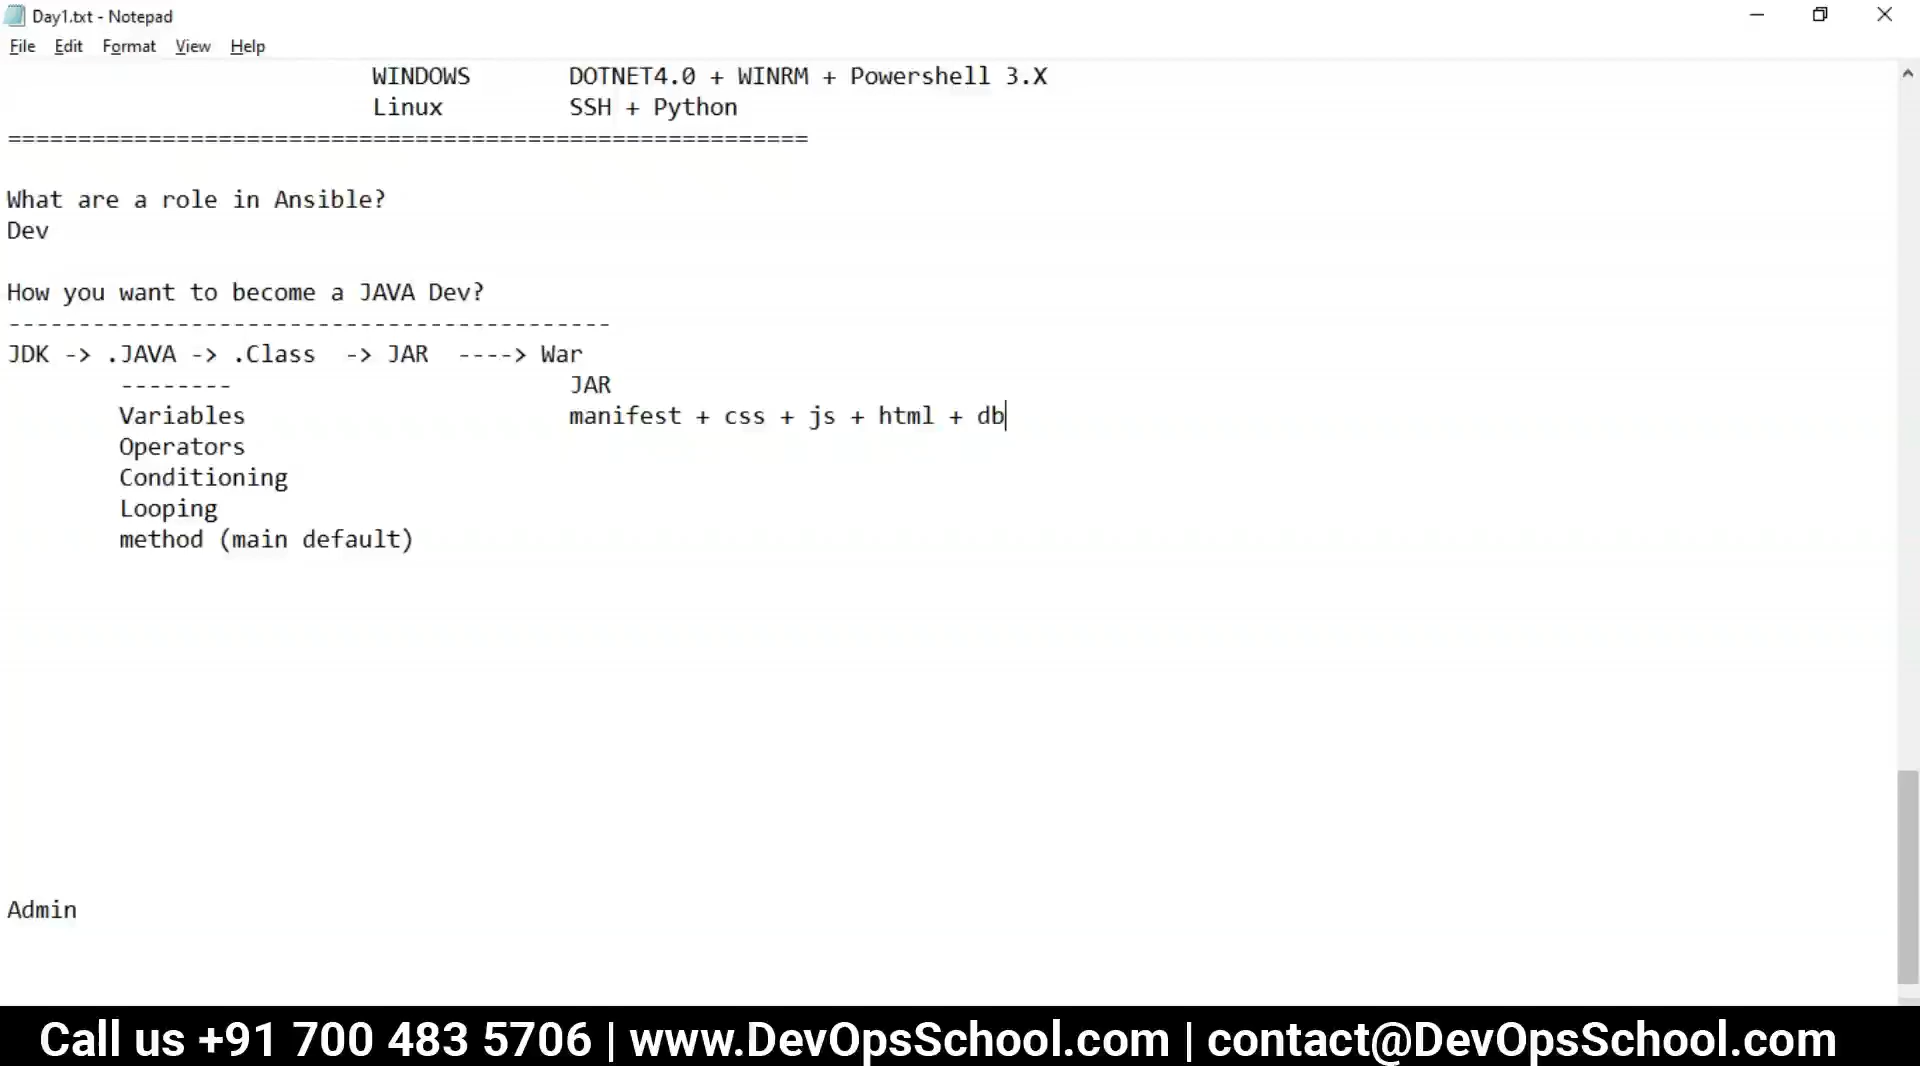 Day1.txt - Notepad
File Edit Format View Help
WINDOWS DOTNET4.0 + WINRM + Powershell 3.X
Linux SSH + Python
=========================================================
What are a role in Ansible?
Dev
How you want to become a JAVA Dev?
-------------------------------------------
JDK -> .JAVA -> .Class -> JAR ----> War
-------- JAR
Variables manifest + css + js + html + db
Operators
Conditioning
Looping
method (main default)
Admin
Call us +91 700 483 5706 | www.DevOpsSchool.com | contact@DevOpsSchool.com